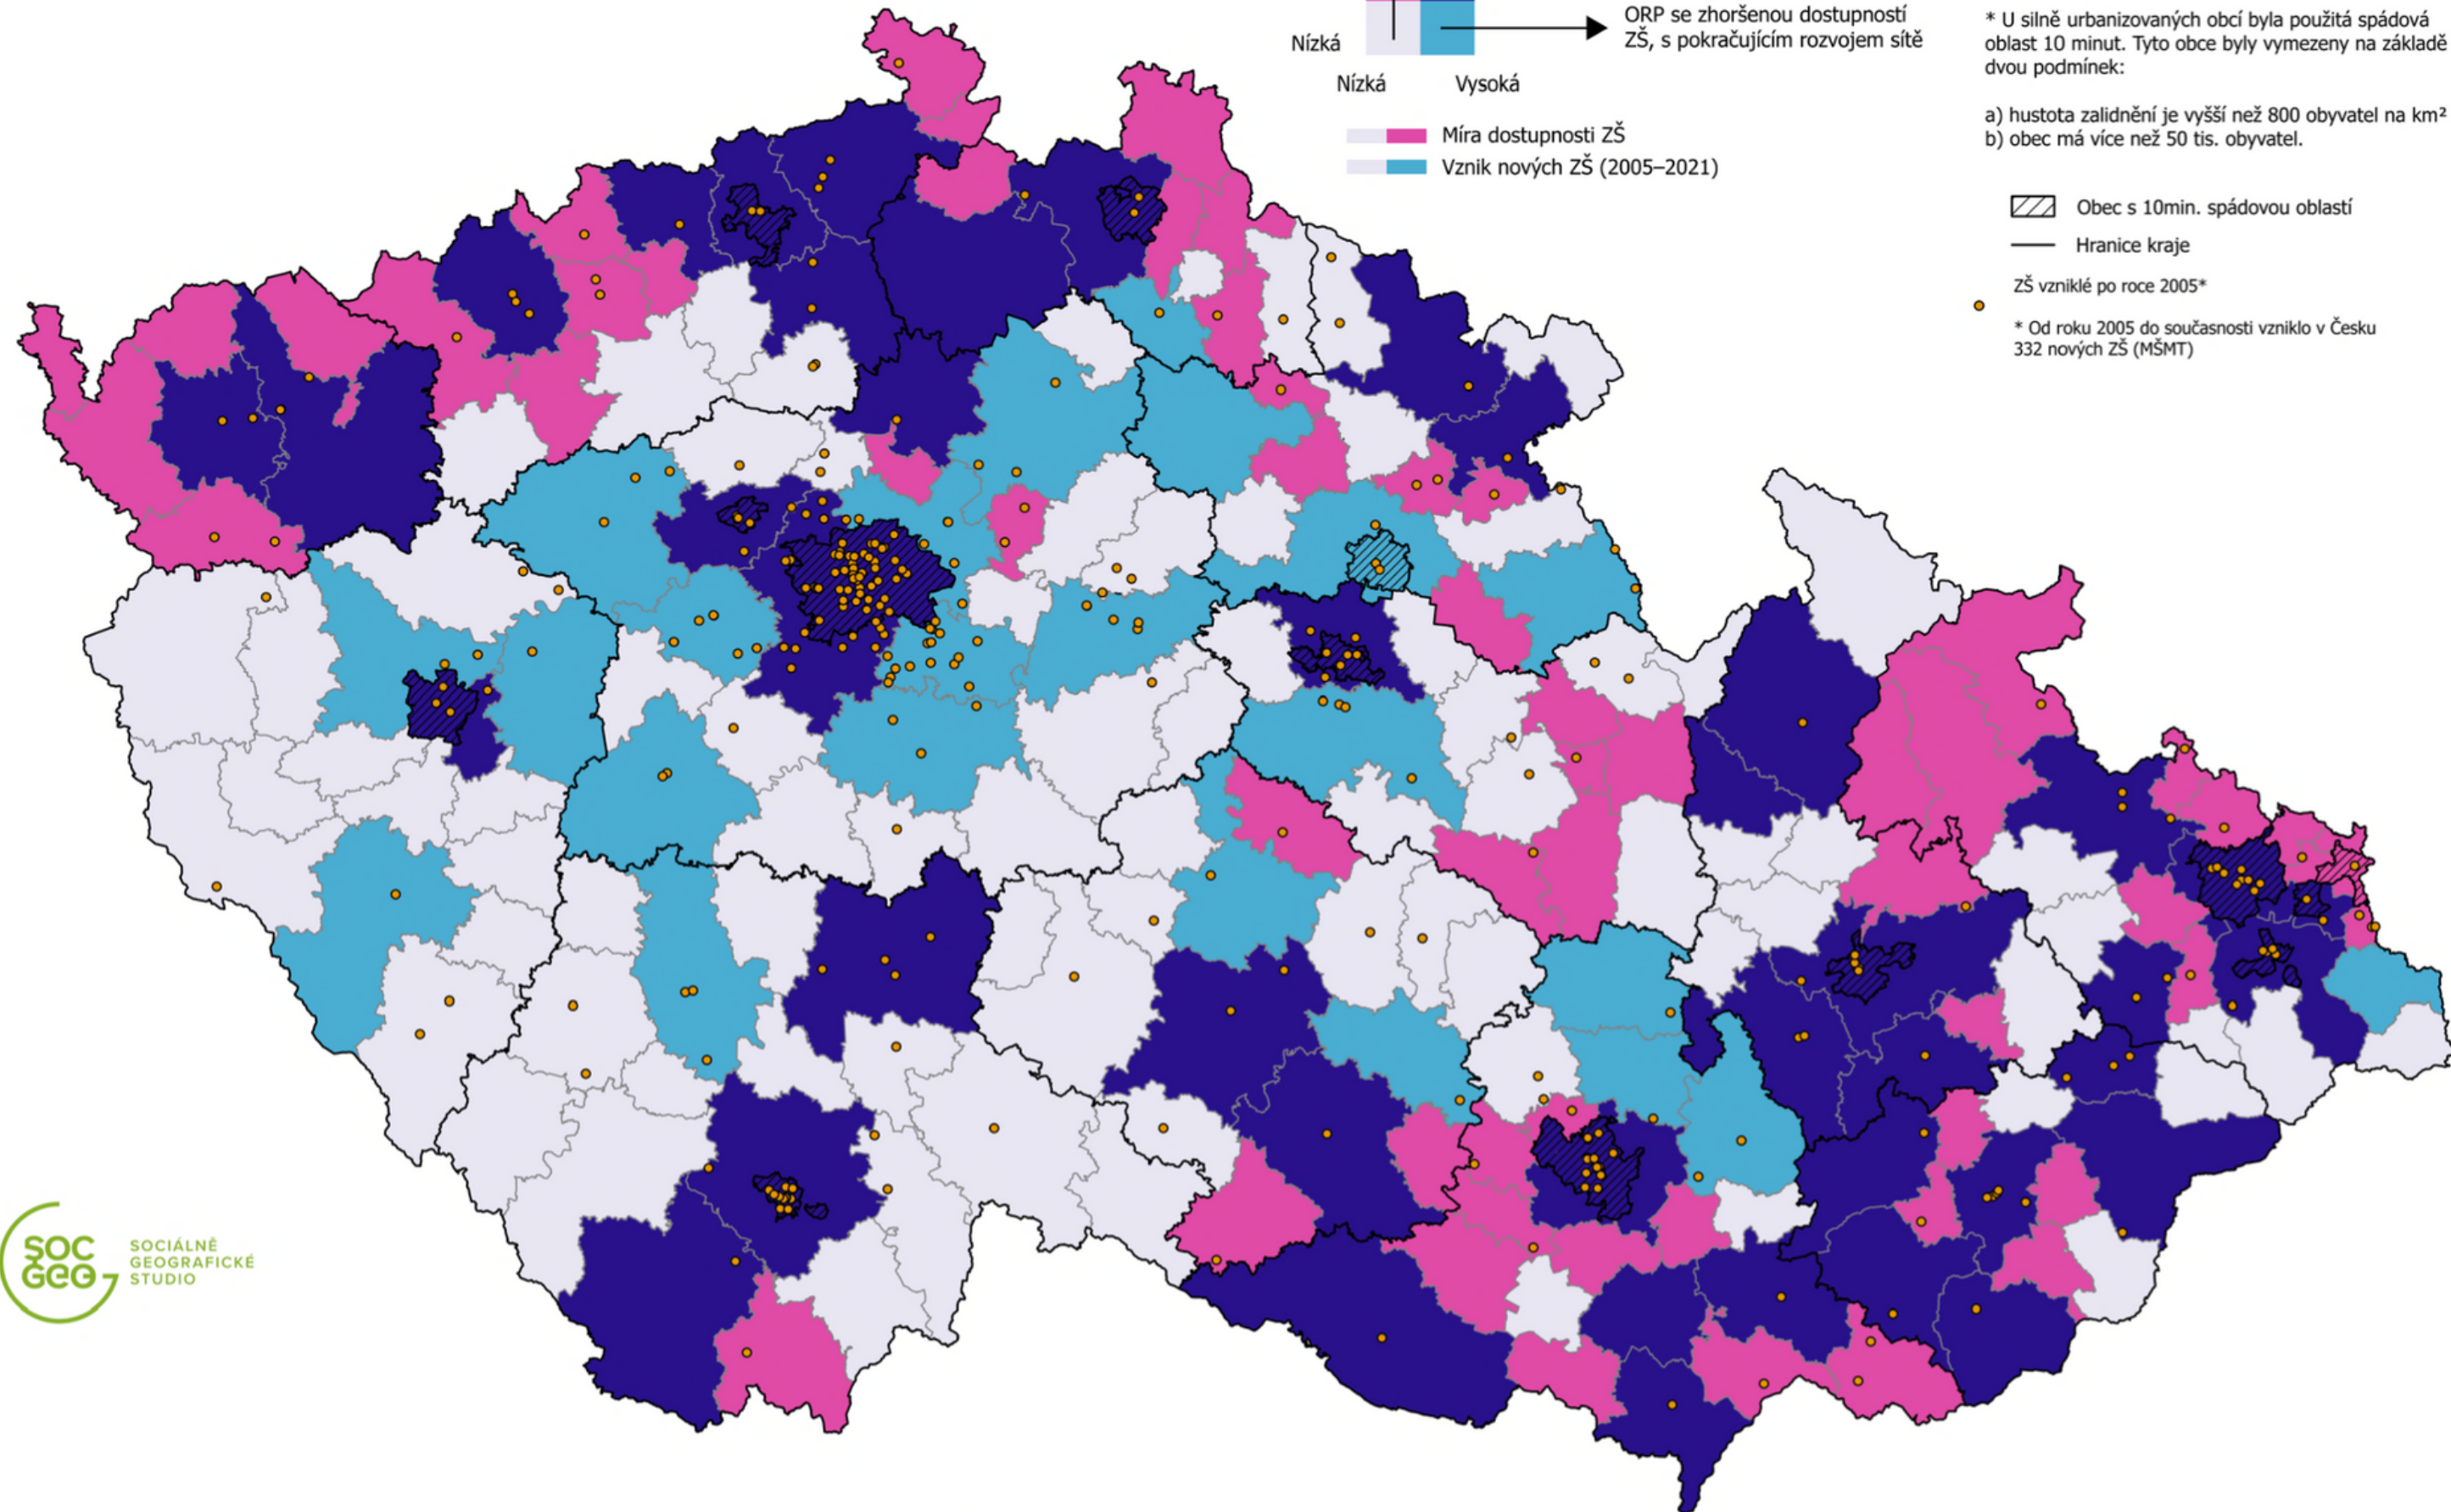 ORP se zhoršenou dostupností
ZŠ, s pokračujícím rozvojem sítě
Nízká
Nízká
Vysoká
Míra dostupnosti ZŠ
Vznik nových ZŠ (2005–2021)
* U silně urbanizovaných obcí byla použitá spádová
oblast 10 minut. Tyto obce byly vymezeny na základě
dvou podmínek:
a) hustota zalidnění je vyšší než 800 obyvatel na km²
b) obec má více než 50 tis. obyvatel.
Obec s 10min. spádovou oblastí
Hranice kraje
ZŠ vzniklé po roce 2005*
* Od roku 2005 do současnosti vzniklo v Česku
332 nových ZŠ (MŠMT)
SOC
GEO
SOCIÁLNĚ
GEOGRAFICKÉ
STUDIO